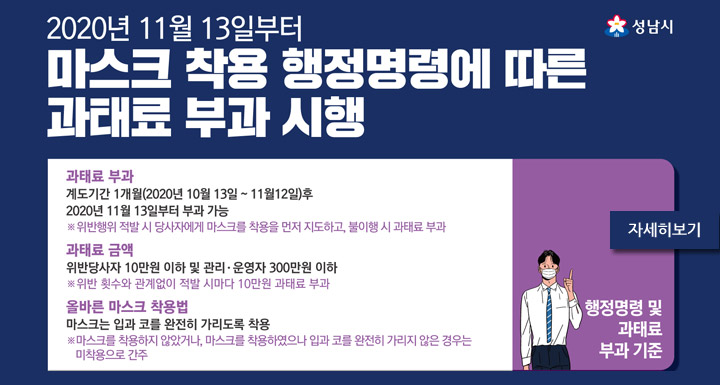 2020년 11월 13일부터
성남시
마스크 착용 행정명령에 따른
과태료 부과 시행
과태료 부과
계도기간 1개월(2020년 10월 13일 ~ 11월12일)후
2020년 11월 13일부터 부과 가능
※위반행위 적발 시 당사자에게 마스크를 착용을 먼저 지도하고, 불이행 시 과태료 부과
과태료 금액
위반당사자 10만원 이하 및 관리·운영자 300만원 이하
※위반 횟수와 관계없이 적발 시마다 10만원 과태료 부과
올바른 마스크 착용법
마스크는 입과 코를 완전히 가리도록 착용
※마스크를 착용하지 않았거나, 마스크를 착용하였으나 입과 코를 완전히 가리지 않은 경우는
미착용으로 간주
자세히보기
행정명령 및
과태료
부과 기준